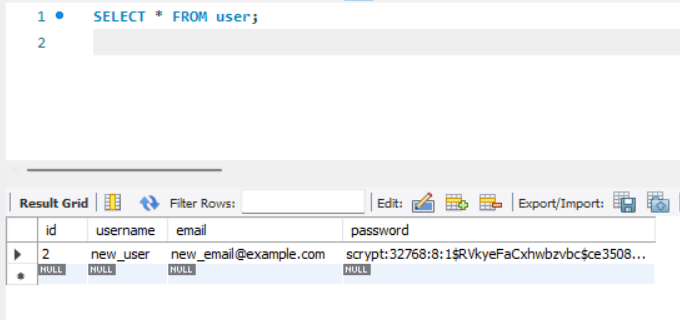 1 SELECT * FROM user;
2
Result Grid Filter Rows: Edit: Export/Import:
id username email password
2 new_user new_email@example.com scrypt:32768:8:1$RVkyeFaCxhwbzvbc$ce3508...
* NULL NULL NULL NULL